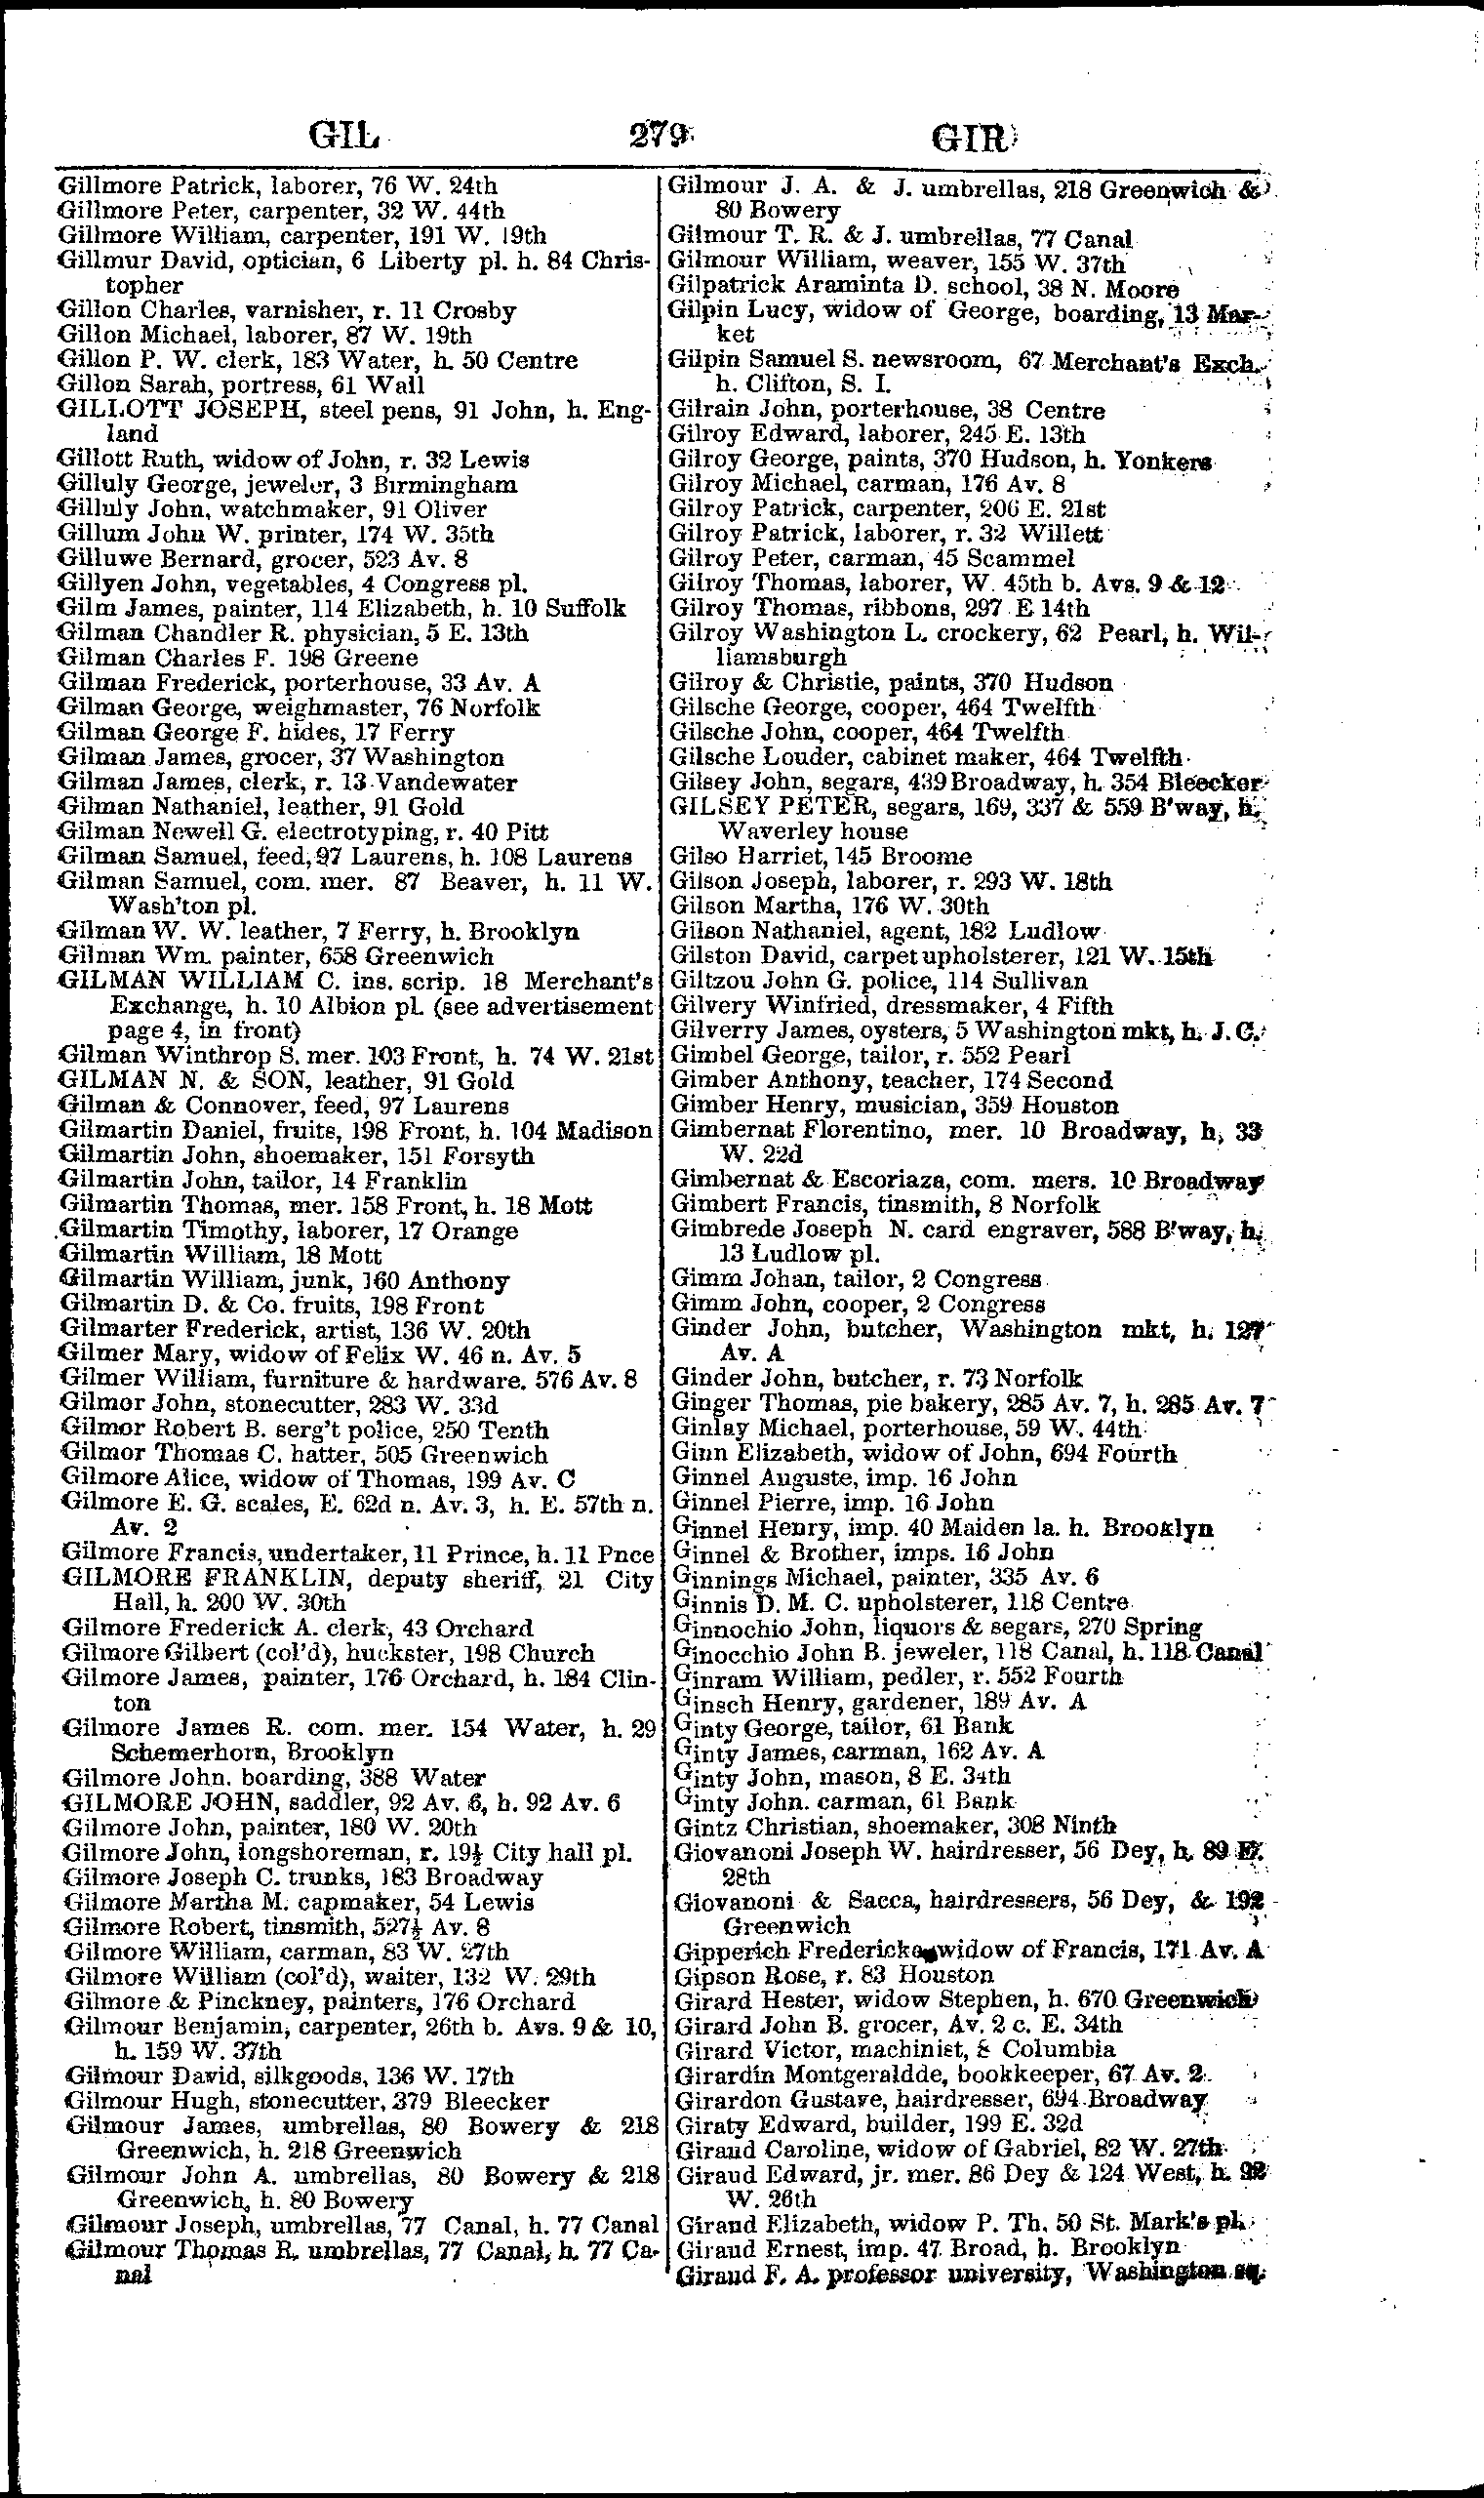 GIL 279 GIR
Gillmore Patrick, laborer, 76 W. 24th
Gillmore Peter, carpenter, 32 W. 44th
Gillmore William, carpenter, 191 W. 19th
Gillmur David, optician, 6 Liberty pl. h. 84 Chris-
topher
Gillon Charles, varnisher, r. 11 Crosby
Gillon Michael, laborer, 87 W. 19th
Gillon P. W. clerk, 183 Water, h. 50 Centre
Gillon Sarah, portress, 61 Wall
GILLOTT JOSEPH, steel pens, 91 John, h. Eng-
land
Gillott Ruth, widow of John, r. 32 Lewis
Gilluly George, jeweler, 3 Birmingham
Gilluly John, watchmaker, 91 Oliver
Gillum John W. printer, 174 W. 35th
Gilluwe Bernard, grocer, 523 Av. 8
Gillyen John, vegetables, 4 Congress pl.
Gilm James, painter, 114 Elizabeth, h. 10 Suffolk
Gilman Chandler R. physician, 5 E. 13th
Gilman Charles F. 198 Greene
Gilman Frederick, porterhouse, 33 Av. A
Gilman George, weighmaster, 76 Norfolk
Gilman George F. hides, 17 Ferry
Gilman James, grocer, 37 Washington
Gilman James, clerk, r. 13 Vandewater
Gilman Nathaniel, leather, 91 Gold
Gilman Newell G. electrotyping, r. 40 Pitt
Gilman Samuel, feed, 97 Laurens, h. 108 Laurens
Gilman Samuel, com. mer. 87 Beaver, h. 11 W.
Wash'ton pl.
Gilman W. W. leather, 7 Ferry, h. Brooklyn
Gilman Wm. painter, 658 Greenwich
GILMAN WILLIAM C. ins. scrip. 18 Merchant's
Exchange, h. 10 Albion pl. (see advertisement
page 4, in front)
Gilman Winthrop S. mer. 103 Front, h. 74 W. 21st
GILMAN N. & SON, leather, 91 Gold
Gilman & Connover, feed, 97 Laurens
Gilmartin Daniel, fruits, 198 Front, h. 104 Madison
Gilmartin John, shoemaker, 151 Forsyth
Gilmartin John, tailor, 14 Franklin
Gilmartin Thomas, mer. 158 Front, h. 18 Mott
Gilmartin Timothy, laborer, 17 Orange
Gilmartin William, 18 Mott
Gilmartin William, junk, 160 Anthony
Gilmartin D. & Co. fruits, 198 Front
Gilmarter Frederick, artist, 136 W. 20th
Gilmer Mary, widow of Felix W. 46 n. Av. 5
Gilmer William, furniture & hardware. 576 Av. 8
Gilmor John, stonecutter, 283 W. 33d
Gilmor Robert B. serg't police, 250 Tenth
Gilmor Thomas C. hatter, 505 Greenwich
Gilmore Alice, widow of Thomas, 199 Av. C
Gilmore E. G. scales, E. 62d n. Av. 3, h. E. 57th n.
Av. 2
Gilmore Francis, undertaker, 11 Prince, h. 11 Pnce
GILMORE FRANKLIN, deputy sheriff, 21 City
Hall, h. 200 W. 30th
Gilmore Frederick A. clerk, 43 Orchard
Gilmore Gilbert (col'd), huckster, 198 Church
Gilmore James, painter, 176 Orchard, h. 184 Clin-
ton
Gilmore James R. com. mer. 154 Water, h. 29
Schemerhorn, Brooklyn
Gilmore John. boarding, 388 Water
GILMORE JOHN, saddler, 92 Av. 6, h. 92 Av. 6
Gilmore John, painter, 180 W. 20th
Gilmore John, longshoreman, r. 19½ City hall pl.
Gilmore Joseph C. trunks, 183 Broadway
Gilmore Martha M. capmaker, 54 Lewis
Gilmore Robert, tinsmith, 527½ Av. 8
Gilmore William, carman, 83 W. 27th
Gilmore William (col'd), waiter, 132 W. 29th
Gilmore & Pinckney, painters, 176 Orchard
Gilmour Benjamin, carpenter, 26th b. Avs. 9 & 10,
h. 159 W. 37th
Gilmour David, silkgoods, 136 W. 17th
Gilmour Hugh, stonecutter, 379 Bleecker
Gilmour James, umbrellas, 80 Bowery & 218
Greenwich, h. 218 Greenwich
Gilmour John A. umbrellas, 80 Bowery & 218
Greenwich, h. 80 Bowery
Gilmour Joseph, umbrellas, 77 Canal, h. 77 Canal
Gilmour Thomas R. umbrellas, 77 Canal, h. 77 Ca-
nal
Gilmour J. A. & J. umbrellas, 218 Greenwich &
80 Bowery
Gilmour T. R. & J. umbrellas, 77 Canal
Gilmour William, weaver, 155 W. 37th
Gilpatrick Araminta D. school, 38 N. Moore
Gilpin Lucy, widow of George, boarding, 13 Mar-
ket
Gilpin Samuel S. newsroom, 67 Merchant's Exch.
h. Clifton, S. I.
Gilrain John, porterhouse, 38 Centre
Gilroy Edward, laborer, 245 E. 13th
Gilroy George, paints, 370 Hudson, h. Yonkers
Gilroy Michael, carman, 176 Av. 8
Gilroy Patrick, carpenter, 206 E. 21st
Gilroy Patrick, laborer, r. 32 Willett
Gilroy Peter, carman, 45 Scammel
Gilroy Thomas, laborer, W. 45th b. Avs. 9 & 12
Gilroy Thomas, ribbons, 297 E 14th
Gilroy Washington L. crockery, 62 Pearl, h. Wil-
liamsburgh
Gilroy & Christie, paints, 370 Hudson
Gilsche George, cooper, 464 Twelfth
Gilsche John, cooper, 464 Twelfth
Gilsche Louder, cabinet maker, 464 Twelfth
Gilsey John, segars, 439 Broadway, h. 354 Bleecker
GILSEY PETER, segars, 169, 337 & 559 B'way, h.
Waverley house
Gilso Harriet, 145 Broome
Gilson Joseph, laborer, r. 293 W. 18th
Gilson Martha, 176 W. 30th
Gilson Nathaniel, agent, 182 Ludlow
Gilston David, carpet upholsterer, 121 W. 15th
Giltzou John G. police, 114 Sullivan
Gilvery Winfried, dressmaker, 4 Fifth
Gilverry James, oysters, 5 Washington mkt, h. J. C.
Gimbel George, tailor, r. 552 Pearl
Gimber Anthony, teacher, 174 Second
Gimber Henry, musician, 359 Houston
Gimbernat Florentino, mer. 10 Broadway, h, 33
W. 22d
Gimbernat & Escoriaza, com. mers. 10 Broadway
Gimbert Francis, tinsmith, 8 Norfolk
Gimbrede Joseph N. card engraver, 588 B'way, h.
13 Ludlow pl.
Gimm Johan, tailor, 2 Congress
Gimm John, cooper, 2 Congress
Ginder John, butcher, Washington mkt, h. 127
Av. A
Ginder John, butcher, r. 73 Norfolk
Ginger Thomas, pie bakery, 285 Av. 7, h. 285 Av. 7
Ginlay Michael, porterhouse, 59 W. 44th
Ginn Elizabeth, widow of John, 694 Fourth
Ginnel Auguste, imp. 16 John
Ginnel Pierre, imp. 16 John
Ginnel Henry, imp. 40 Maiden la. h. Brooklyn
Ginnel & Brother, imps. 16 John
Ginnings Michael, painter, 335 Av. 6
Ginnis D. M. C. upholsterer, 118 Centre
Ginnochio John, liquors & segars, 270 Spring
Ginocchio John B. jeweler, 118 Canal, h. 118 Canal
Ginram William, pedler, r. 552 Fourth
Ginsch Henry, gardener, 189 Av. A
Ginty George, tailor, 61 Bank
Ginty James, carman, 162 Av. A
Ginty John, mason, 8 E. 34th
Ginty John. carman, 61 Bank
Gintz Christian, shoemaker, 308 Ninth
Giovanoni Joseph W. hairdresser, 56 Dey, h. 89 E.
28th
Giovanoni & Sacca, hairdressers, 56 Dey, & 192
Greenwich
Gipperich Fredericka widow of Francis, 171 Av. A
Gipson Rose, r. 83 Houston
Girard Hester, widow Stephen, h. 670 Greenwich
Girard John B. grocer, Av. 2 c. E. 34th
Girard Victor, machinist, 8 Columbia
Girardin Montgeraldde, bookkeeper, 67 Av. 2
Girardon Gustave, hairdresser, 694 Broadway
Giraty Edward, builder, 199 E. 32d
Giraud Caroline, widow of Gabriel, 82 W. 27th
Giraud Edward, jr. mer. 86 Dey & 124 West, h. 92
W. 26th
Giraud Elizabeth, widow P. Th. 50 St. Mark's pl.
Giraud Ernest, imp. 47 Broad, h. Brooklyn
Giraud F. A. professor university, Washington sq.